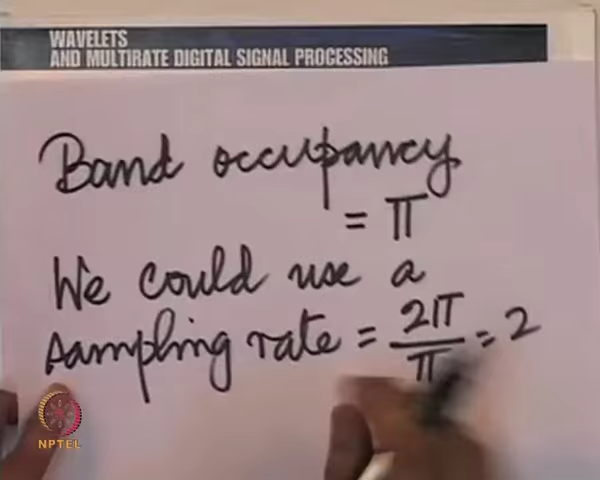 WAVELETS
AND MULTIRATE DIGITAL SIGNAL PROCESSING
Band occupancy
= π
We could use a
sampling rate = 2π/π = 2
NPTEL